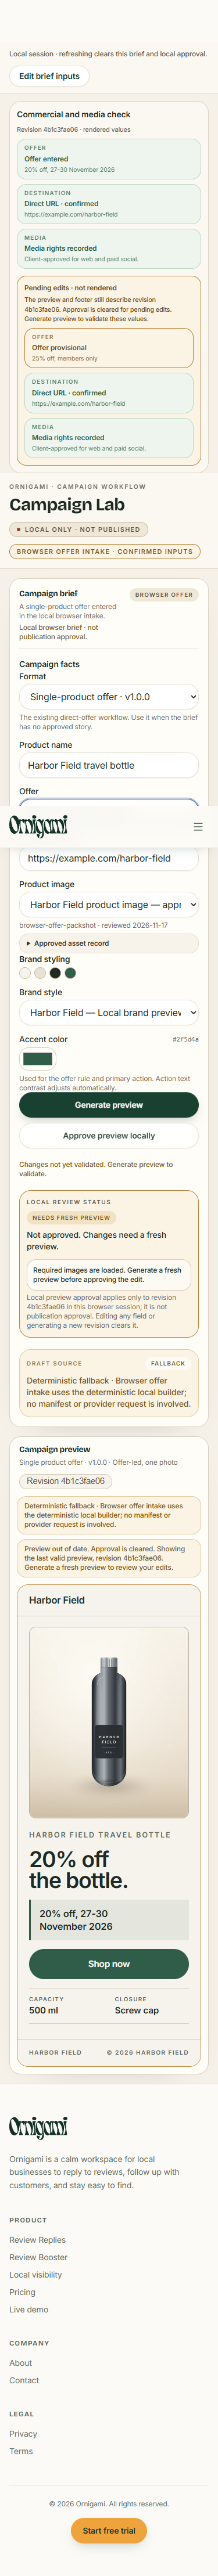 Local session · refreshing clears this brief and local approval.
Edit brief inputs
Commercial and media check
Revision 4b1c3fae06 · rendered values
OFFER
Offer entered
20% off, 27-30 November 2026
DESTINATION
Direct URL · confirmed
https://example.com/harbor-field
MEDIA
Media rights recorded
Client-approved for web and paid social.
Pending edits · not rendered
The preview and footer still describe revision
4b1c3fae06. Approval is cleared for pending edits.
Generate preview to validate these values.
OFFER
Offer provisional
25% off, members only
DESTINATION
Direct URL · confirmed
https://example.com/harbor-field
MEDIA
Media rights recorded
Client-approved for web and paid social.
ORNIGAMI · CAMPAIGN WORKFLOW
Campaign Lab
LOCAL ONLY · NOT PUBLISHED
BROWSER OFFER INTAKE · CONFIRMED INPUTS
Campaign brief
BROWSER OFFER
A single-product offer entered
in the local browser intake.
Local browser brief · not
publication approval.
Campaign facts
Format
Single-product offer · v1.0.0
The existing direct-offer workflow. Use it when the brief
has no approved story.
Product name
Harbor Field travel bottle
Offer
Ornigami
https://example.com/harbor-field
Product image
Harbor Field product image — appr
browser-offer-packshot · reviewed 2026-11-17
Approved asset record
Brand styling
Brand style
Harbor Field — Local brand preview
Accent color
#2f5d4a
Used for the offer rule and primary action. Action text
contrast adjusts automatically.
Generate preview
Approve preview locally
Changes not yet validated. Generate preview to
validate.
LOCAL REVIEW STATUS
NEEDS FRESH PREVIEW
Not approved. Changes need a fresh
preview.
Required images are loaded. Generate a fresh
preview before approving the edit.
Local preview approval applies only to revision
4b1c3fae06 in this browser session; it is not
publication approval. Editing any field or
generating a new revision clears it.
DRAFT SOURCE
FALLBACK
Deterministic fallback · Browser offer
intake uses the deterministic local builder;
no manifest or provider request is involved.
Campaign preview
Single product offer · v1.0.0 · Offer-led, one photo
Revision 4b1c3fae06
Deterministic fallback · Browser offer intake uses
the deterministic local builder; no manifest or
provider request is involved.
Preview out of date. Approval is cleared. Showing
the last valid preview, revision 4b1c3fae06.
Generate a fresh preview to review your edits.
Harbor Field
HARBOR
FIELD
HARBOR FIELD TRAVEL BOTTLE
20% off
the bottle.
20% off, 27-30
November 2026
Shop now
CAPACITY
500 ml
CLOSURE
Screw cap
HARBOR FIELD
© 2026 HARBOR FIELD
Ornigami
Ornigami is a calm workspace for local
businesses to reply to reviews, follow up with
customers, and stay easy to find.
PRODUCT
Review Replies
Review Booster
Local visibility
Pricing
Live demo
COMPANY
About
Contact
LEGAL
Privacy
Terms
© 2026 Ornigami. All rights reserved.
Start free trial